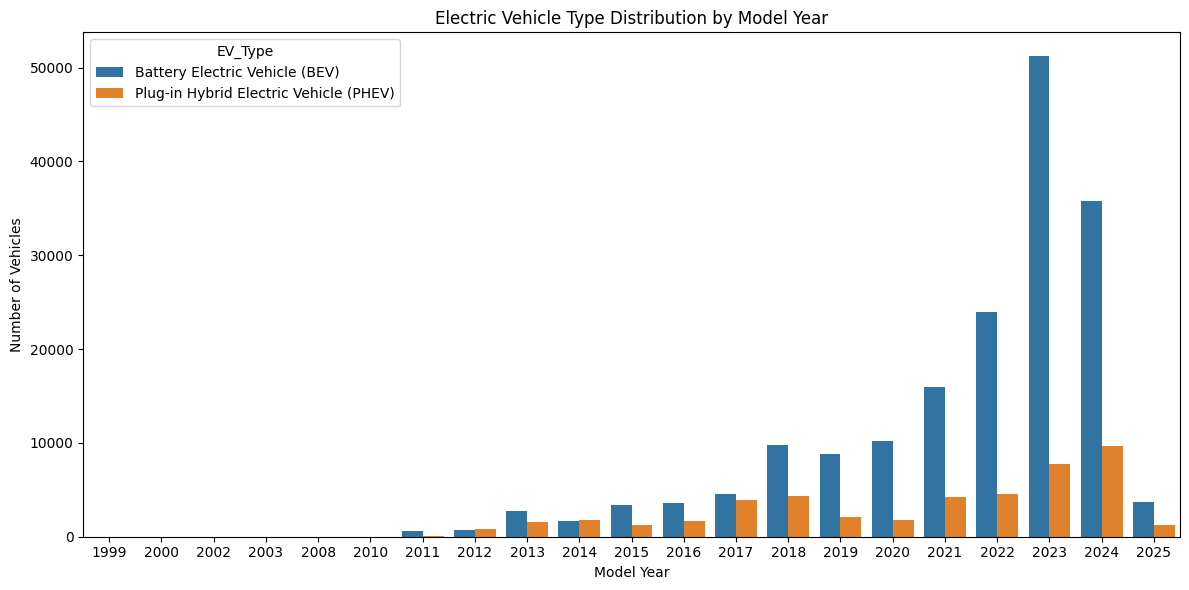 Electric Vehicle Type Distribution by Model Year
EV_Type
Battery Electric Vehicle (BEV)
Plug-in Hybrid Electric Vehicle (PHEV)
Number of Vehicles
50000
40000
30000
20000
10000
0
1999 2000 2002 2003 2008 2010 2011 2012 2013 2014 2015 2016 2017 2018 2019 2020 2021 2022 2023 2024 2025
Model Year